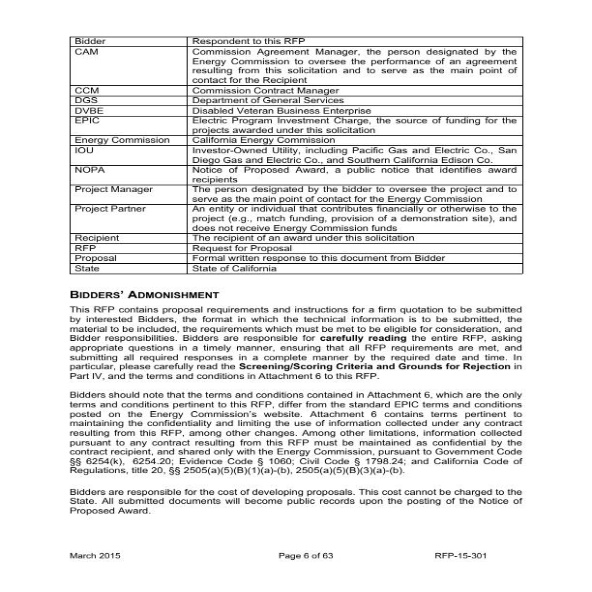 Bidder Respondent to this RFP
CAM Commission Agreement Manager, the person designated by the
Energy Commission to oversee the performance of an agreement
resulting from this solicitation and to serve as the main point of
contact for the Recipient
CCM Commission Contract Manager
DGS Department of General Services
DVBE Disabled Veteran Business Enterprise
EPIC Electric Program Investment Charge, the source of funding for the
projects awarded under this solicitation
Energy Commission California Energy Commission
IOU Investor-Owned Utility, including Pacific Gas and Electric Co., San
Diego Gas and Electric Co., and Southern California Edison Co.
NOPA Notice of Proposed Award, a public notice that identifies award
recipients
Project Manager The person designated by the bidder to oversee the project and to
serve as the main point of contact for the Energy Commission
Project Partner An entity or individual that contributes financially or otherwise to the
project (e.g., match funding, provision of a demonstration site), and
does not receive Energy Commission funds
Recipient The recipient of an award under this solicitation
RFP Request for Proposal
Proposal Formal written response to this document from Bidder
State State of California
BIDDERS' ADMONISHMENT
This RFP contains proposal requirements and instructions for a firm quotation to be submitted
by interested Bidders, the format in which the technical information is to be submitted, the
material to be included, the requirements which must be met to be eligible for consideration, and
Bidder responsibilities. Bidders are responsible for carefully reading the entire RFP, asking
appropriate questions in a timely manner, ensuring that all RFP requirements are met, and
submitting all required responses in a complete manner by the required date and time. In
particular, please carefully read the Screening/Scoring Criteria and Grounds for Rejection in
Part IV, and the terms and conditions in Attachment 6 to this RFP.
Bidders should note that the terms and conditions contained in Attachment 6, which are the only
terms and conditions pertinent to this RFP, differ from the standard EPIC terms and conditions
posted on the Energy Commission's website. Attachment 6 contains terms pertinent to
maintaining the confidentiality and limiting the use of information collected under any contract
resulting from this RFP, among other changes. Among other limitations, information collected
pursuant to any contract resulting from this RFP must be maintained as confidential by the
contract recipient, and shared only with the Energy Commission, pursuant to Government Code
§§ 6254(k), 6254.20; Evidence Code § 1060; Civil Code § 1798.24; and California Code of
Regulations, title 20, §§ 2505(a)(5)(B)(1)(a)-(b), 2505(a)(5)(B)(3)(a)-(b).
Bidders are responsible for the cost of developing proposals. This cost cannot be charged to the
State. All submitted documents will become public records upon the posting of the Notice of
Proposed Award.
March 2015 Page 6 of 63 RFP-15-301